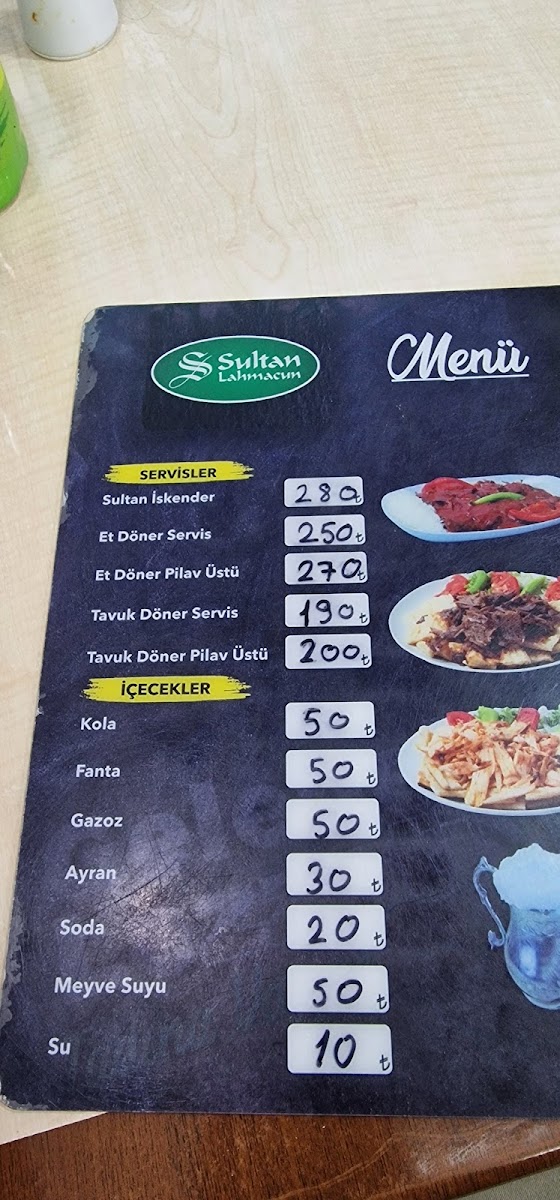 Sultan
Lahmacun
Menü
SERVİSLER
Sultan İskender 280
Et Döner Servis 250₺
Et Döner Pilav Üstü 270₺
Tavuk Döner Servis 190₺
Tavuk Döner Pilav Üstü 200₺
İÇECEKLER
Kola 50₺
Fanta 50₺
Gazoz 50₺
Ayran 30₺
Soda 20₺
Meyve Suyu 50₺
Su 10₺